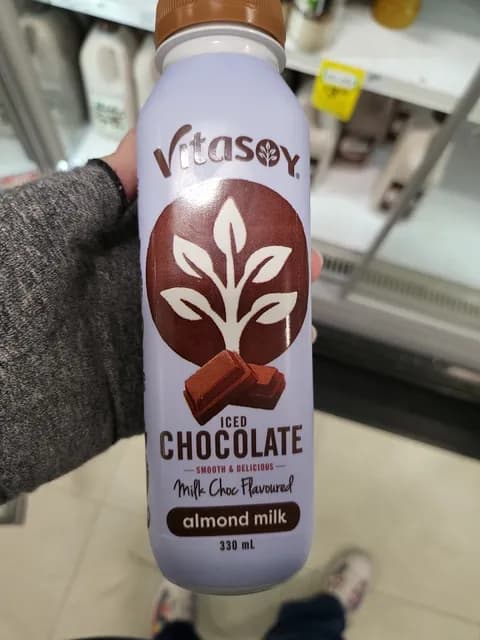 VITASOY
ICED
CHOCOLATE
SMOOTH & DELICIOUS
Milk Choc Flavoured
almond milk
330 mL